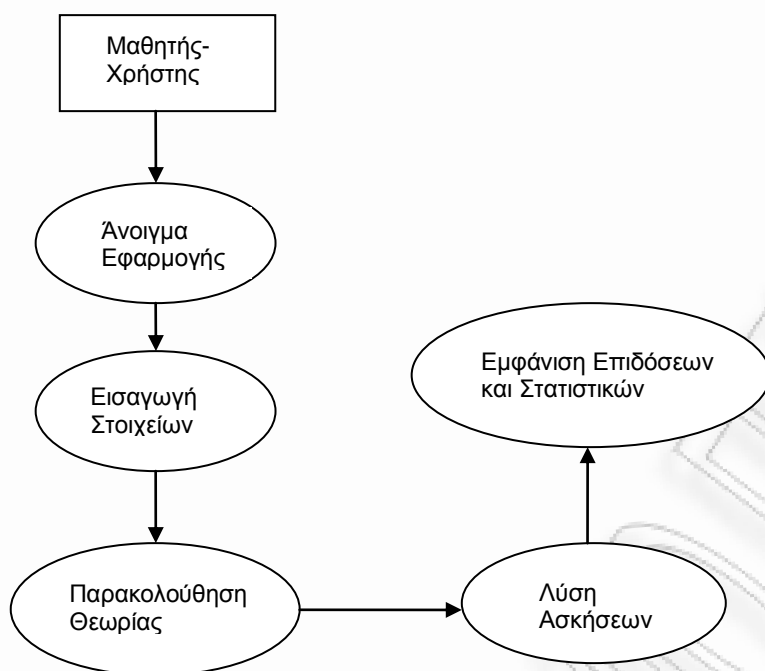 Μαθητής-
Χρήστης
Άνοιγμα
Εφαρμογής
Εισαγωγή
Στοιχείων
Παρακολούθηση
Θεωρίας
Λύση
Ασκήσεων
Εμφάνιση Επιδόσεων
και Στατιστικών